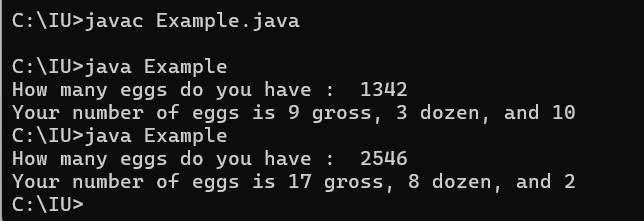 C:\IU>javac Example.java
C:\IU>java Example
How many eggs do you have :  1342
Your number of eggs is 9 gross, 3 dozen, and 10
C:\IU>java Example
How many eggs do you have :  2546
Your number of eggs is 17 gross, 8 dozen, and 2
C:\IU>